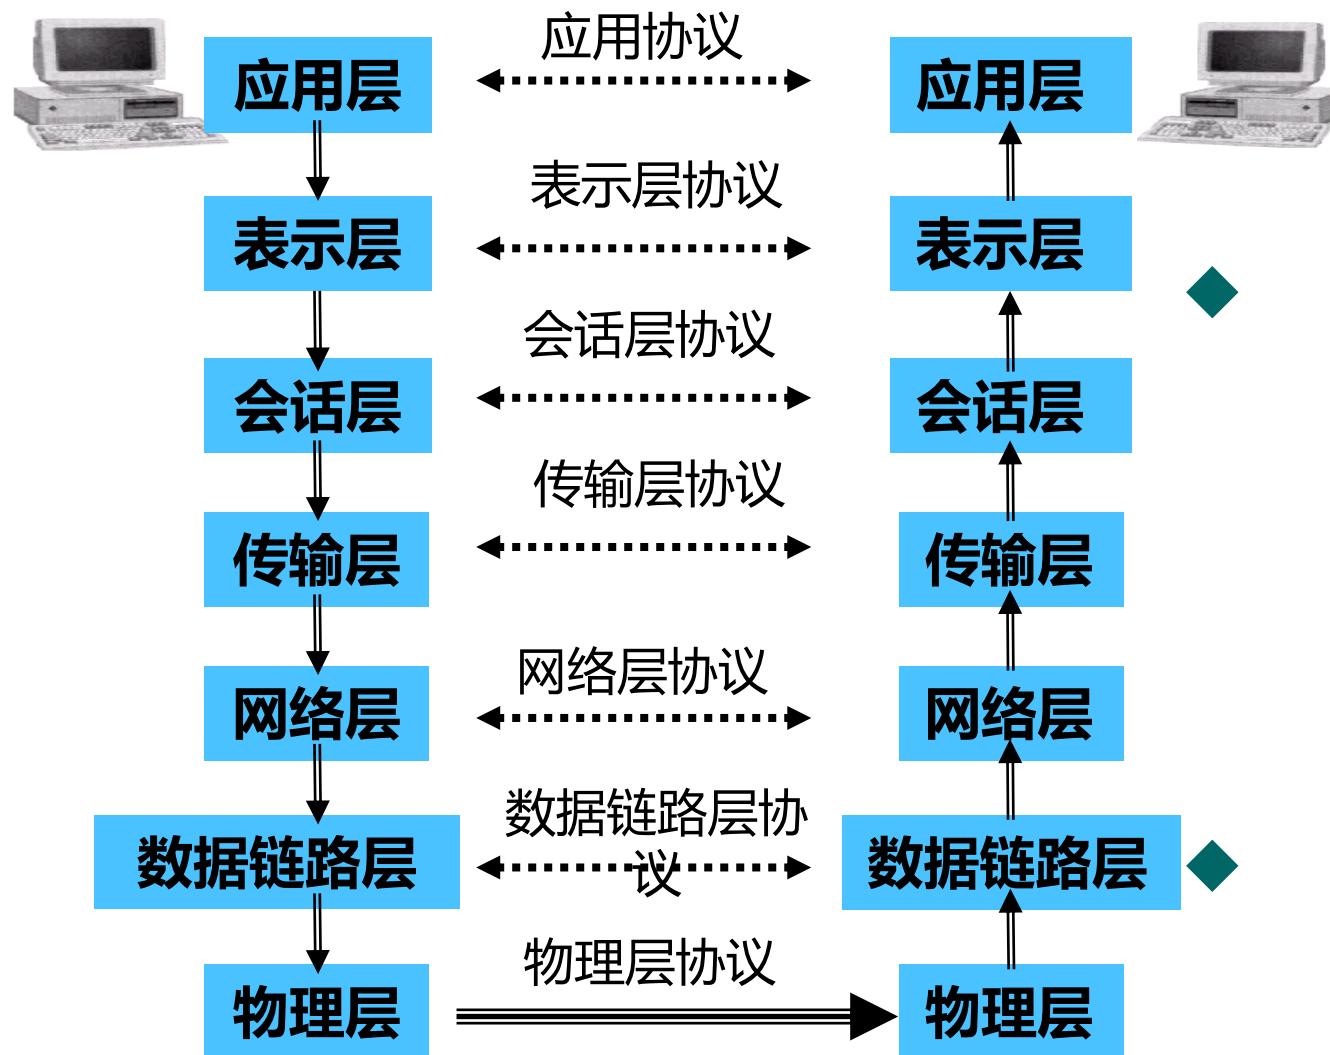 应用协议
应用层
应用层
表示层协议
表示层
表示层
会话层协议
会话层
会话层
传输层协议
传输层
传输层
网络层协议
网络层
网络层
数据链路层协
议
数据链路层
数据链路层
物理层协议
物理层
物理层